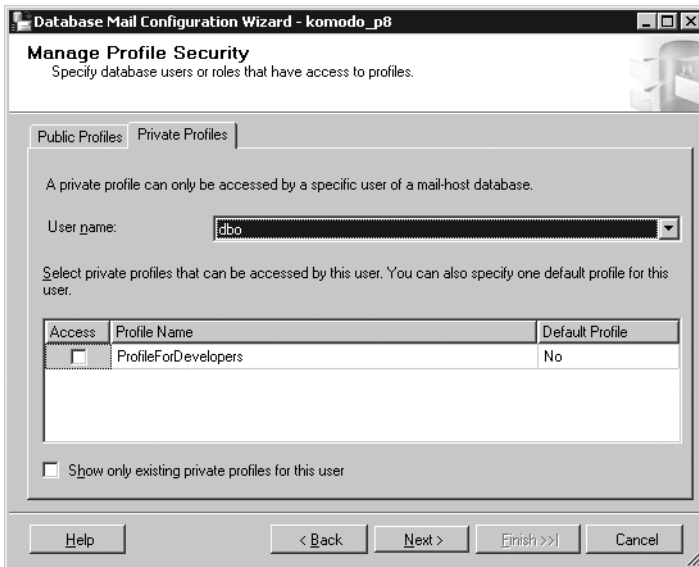 Database Mail Configuration Wizard - komodo_p8
Manage Profile Security
Specify database users or roles that have access to profiles.
Public Profiles Private Profiles
A private profile can only be accessed by a specific user of a mail-host database.
User name: dbo
Select private profiles that can be accessed by this user. You can also specify one default profile for this
user.
Access Profile Name Default Profile
ProfileForDevelopers No
Show only existing private profiles for this user
Help < Back Next > Finish >>| Cancel